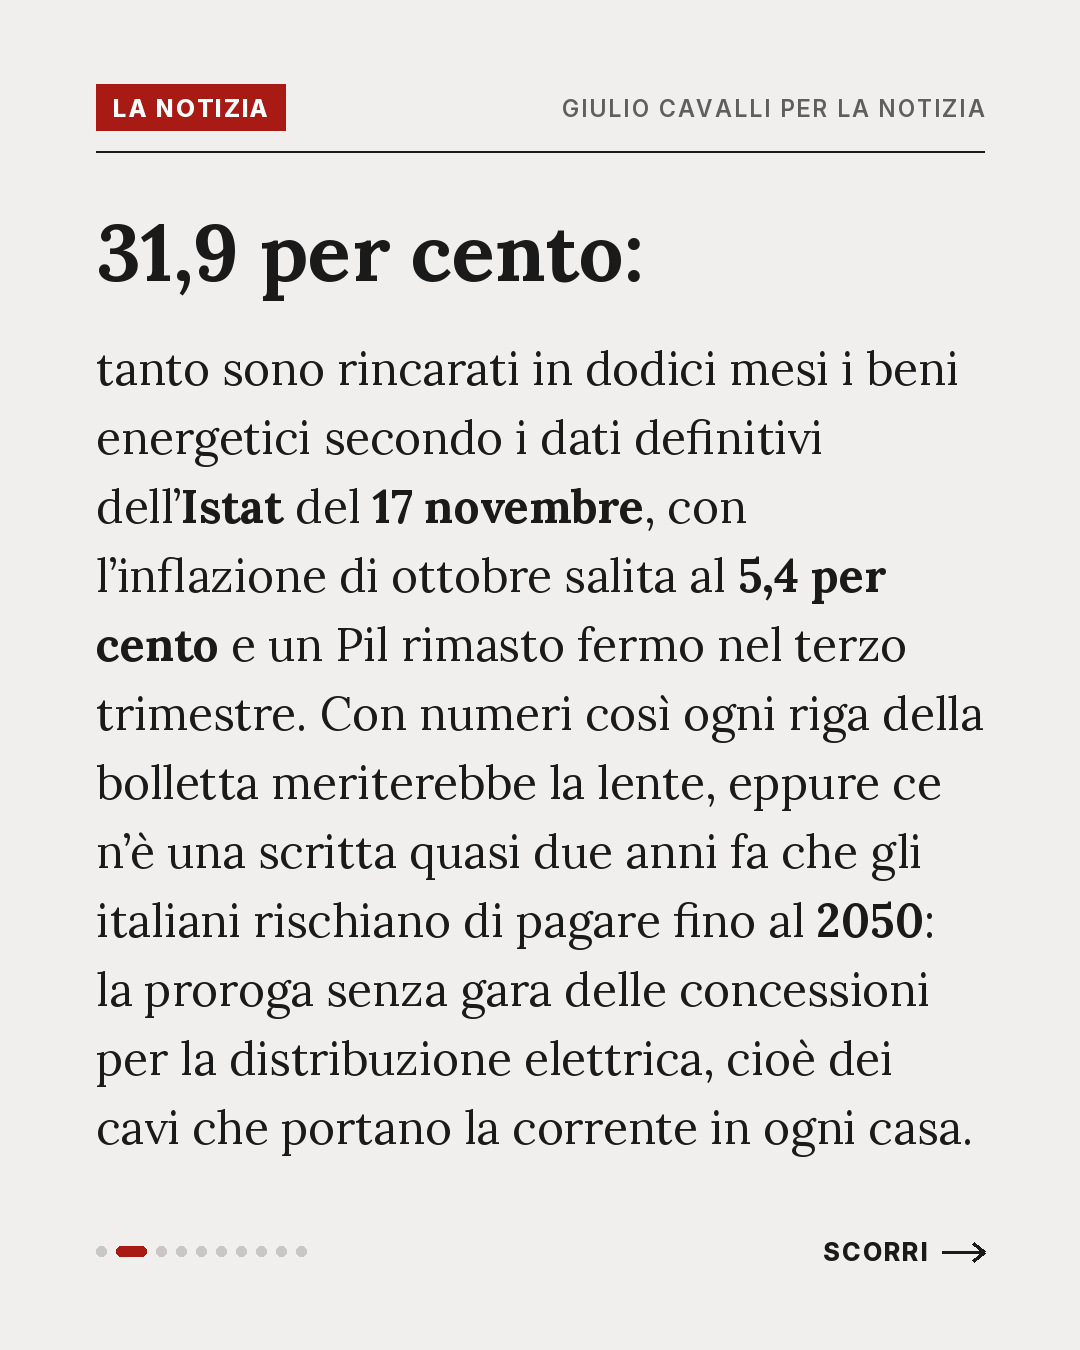 LA NOTIZIA
GIULIO CAVALLI PER LA NOTIZIA
31,9 per cento:
tanto sono rincarati in dodici mesi i beni
energetici secondo i dati definitivi
dell’Istat del 17 novembre, con
l’inflazione di ottobre salita al 5,4 per
cento e un Pil rimasto fermo nel terzo
trimestre. Con numeri così ogni riga della
bolletta meriterebbe la lente, eppure ce
n’è una scritta quasi due anni fa che gli
italiani rischiano di pagare fino al 2050:
la proroga senza gara delle concessioni
per la distribuzione elettrica, cioè dei
cavi che portano la corrente in ogni casa.
SCORRI